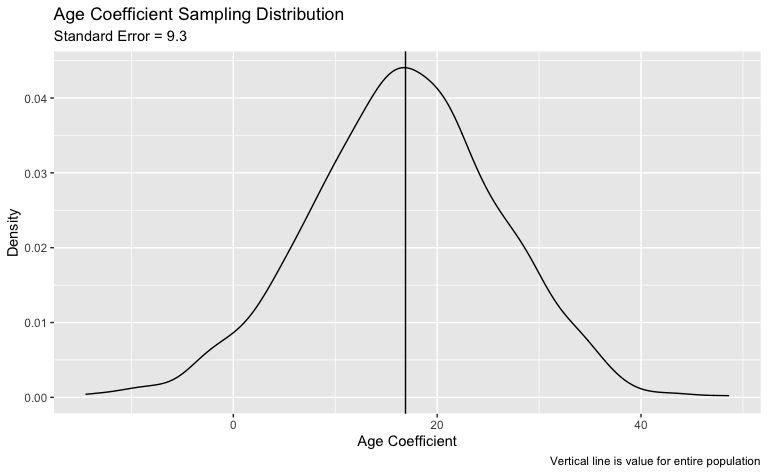 Age Coefficient Sampling Distribution
Standard Error = 9.3
0.04
0.03
0.02
0.01
0.00
Density
0 20 40
Age Coefficient
Vertical line is value for entire population